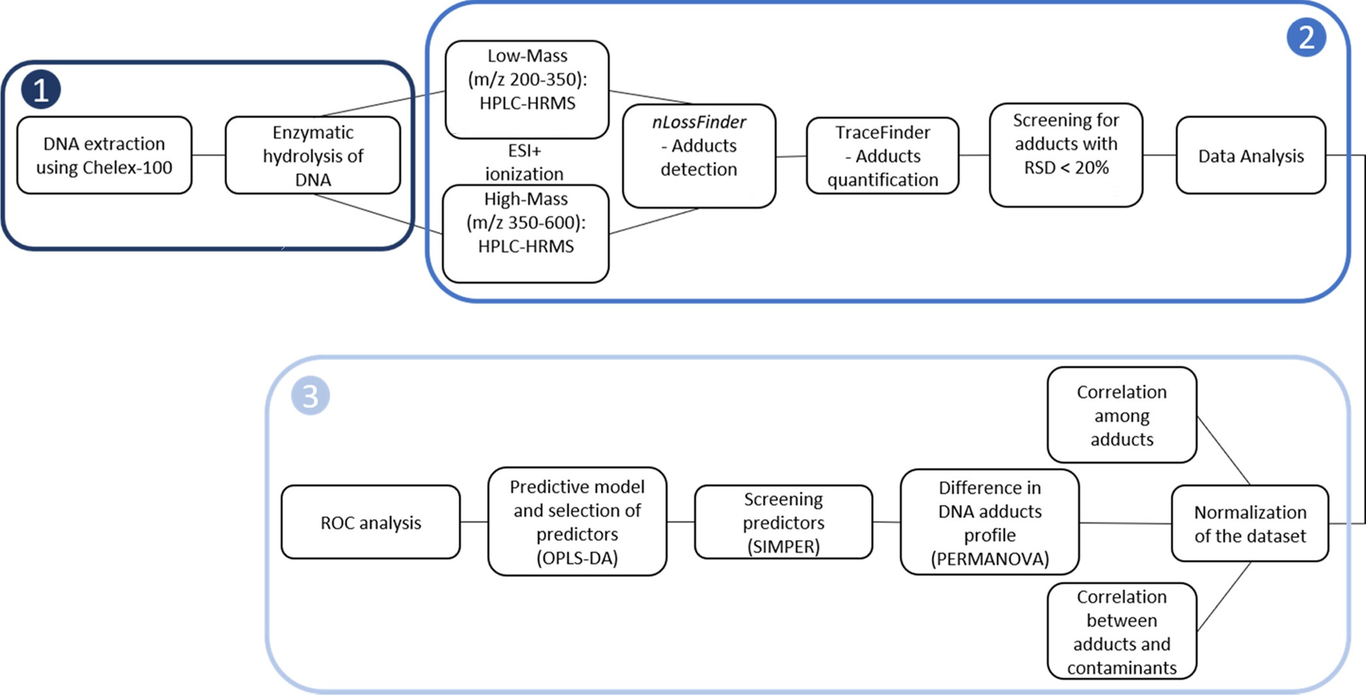 1
DNA extraction
using Chelex-100
Enzymatic
hydrolysis of
DNA
2
Low-Mass
(m/z 200-350):
HPLC-HRMS
ESI+
ionization
High-Mass
(m/z 350-600):
HPLC-HRMS
nLossFinder
- Adducts
detection
TraceFinder
- Adducts
quantification
Screening for
adducts with
RSD < 20%
Data Analysis
3
Normalization
of the dataset
Correlation
among
adducts
Correlation
between
adducts and
contaminants
Difference in
DNA adducts
profile
(PERMANOVA)
Screening
predictors
(SIMPER)
Predictive model
and selection of
predictors
(OPLS-DA)
ROC analysis